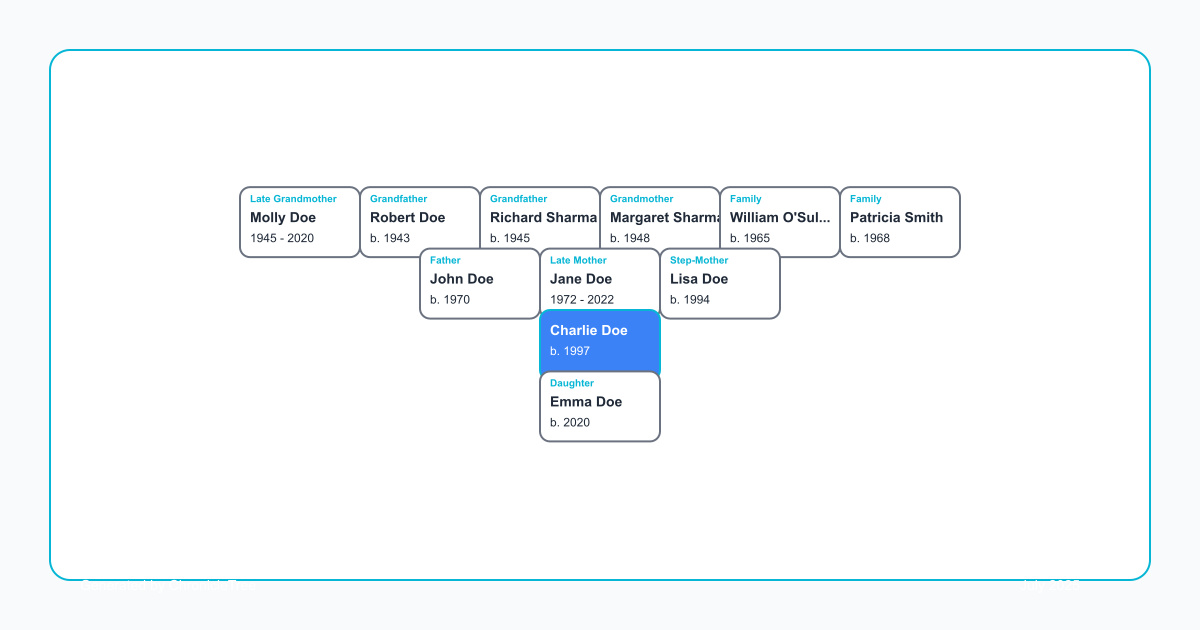 Late Grandmother
Molly Doe
1945 - 2020
Grandfather
Robert Doe
b. 1943
Grandfather
Richard Sharma
b. 1945
Grandmother
Margaret Sharma
b. 1948
Family
William O'Sul...
b. 1965
Family
Patricia Smith
b. 1968
Father
John Doe
b. 1970
Late Mother
Jane Doe
1972 - 2022
Step-Mother
Lisa Doe
b. 1994
Charlie Doe
b. 1997
Daughter
Emma Doe
b. 2020